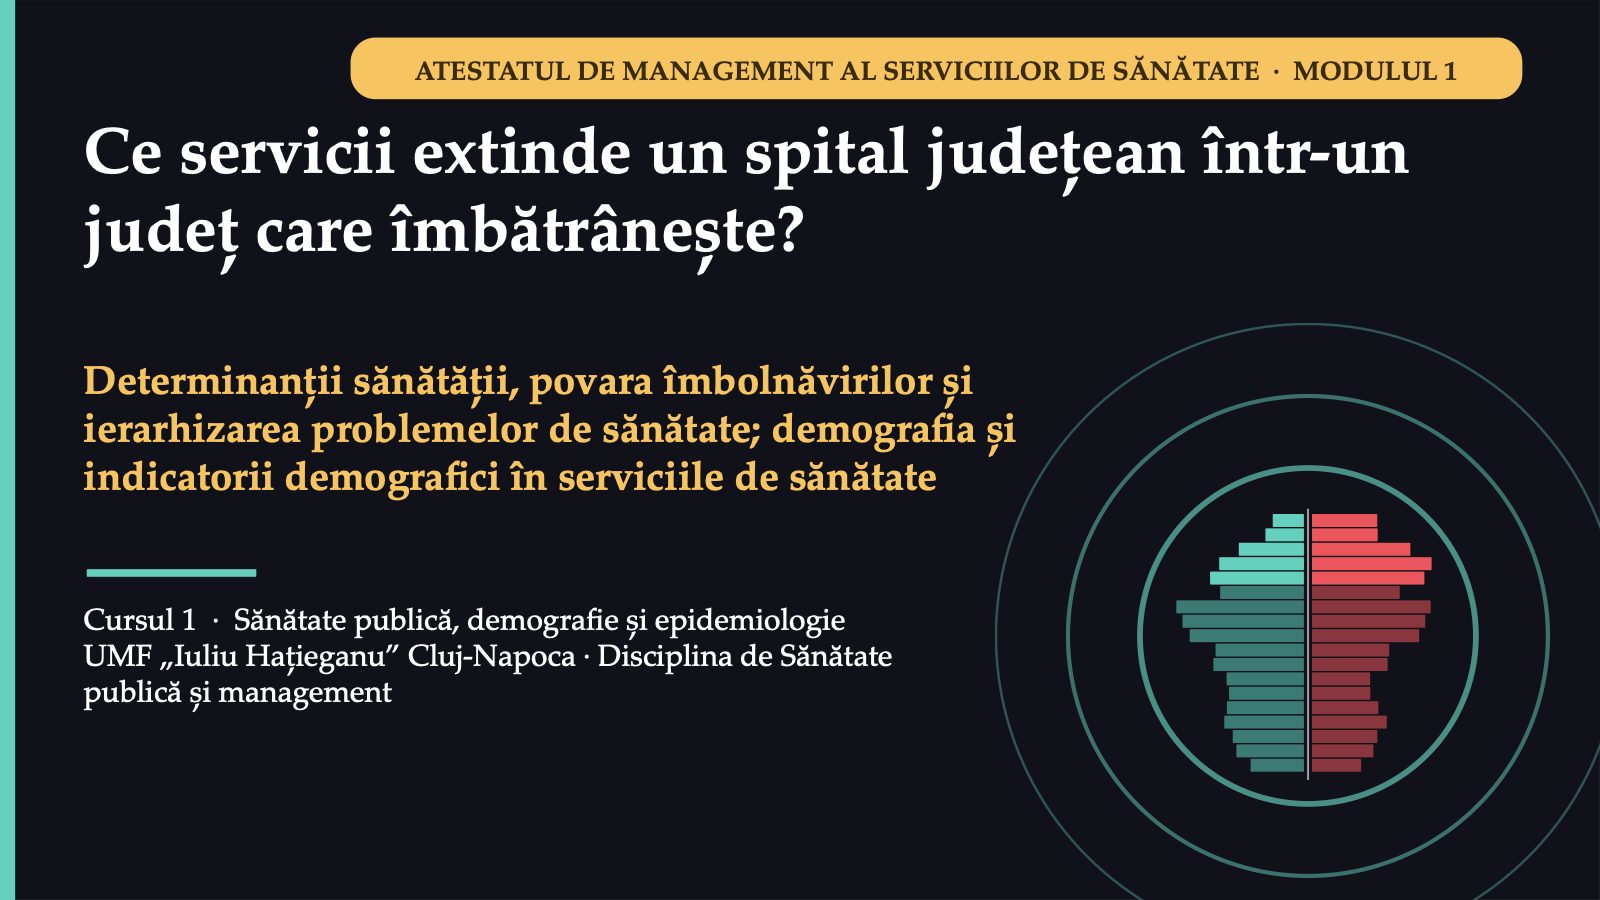 ATESTATUL DE MANAGEMENT AL SERVICIILOR DE SĂNĂTATE · MODULUL 1
Ce servicii extinde un spital județean într-un
județ care îmbătrânește?
Determinanții sănătății, povara îmbolnăvirilor și
ierarhizarea problemelor de sănătate; demografia și
indicatorii demografici în serviciile de sănătate
Cursul 1 · Sănătate publică, demografie și epidemiologie
UMF „Iuliu Hațieganu” Cluj-Napoca · Disciplina de Sănătate
publică și management